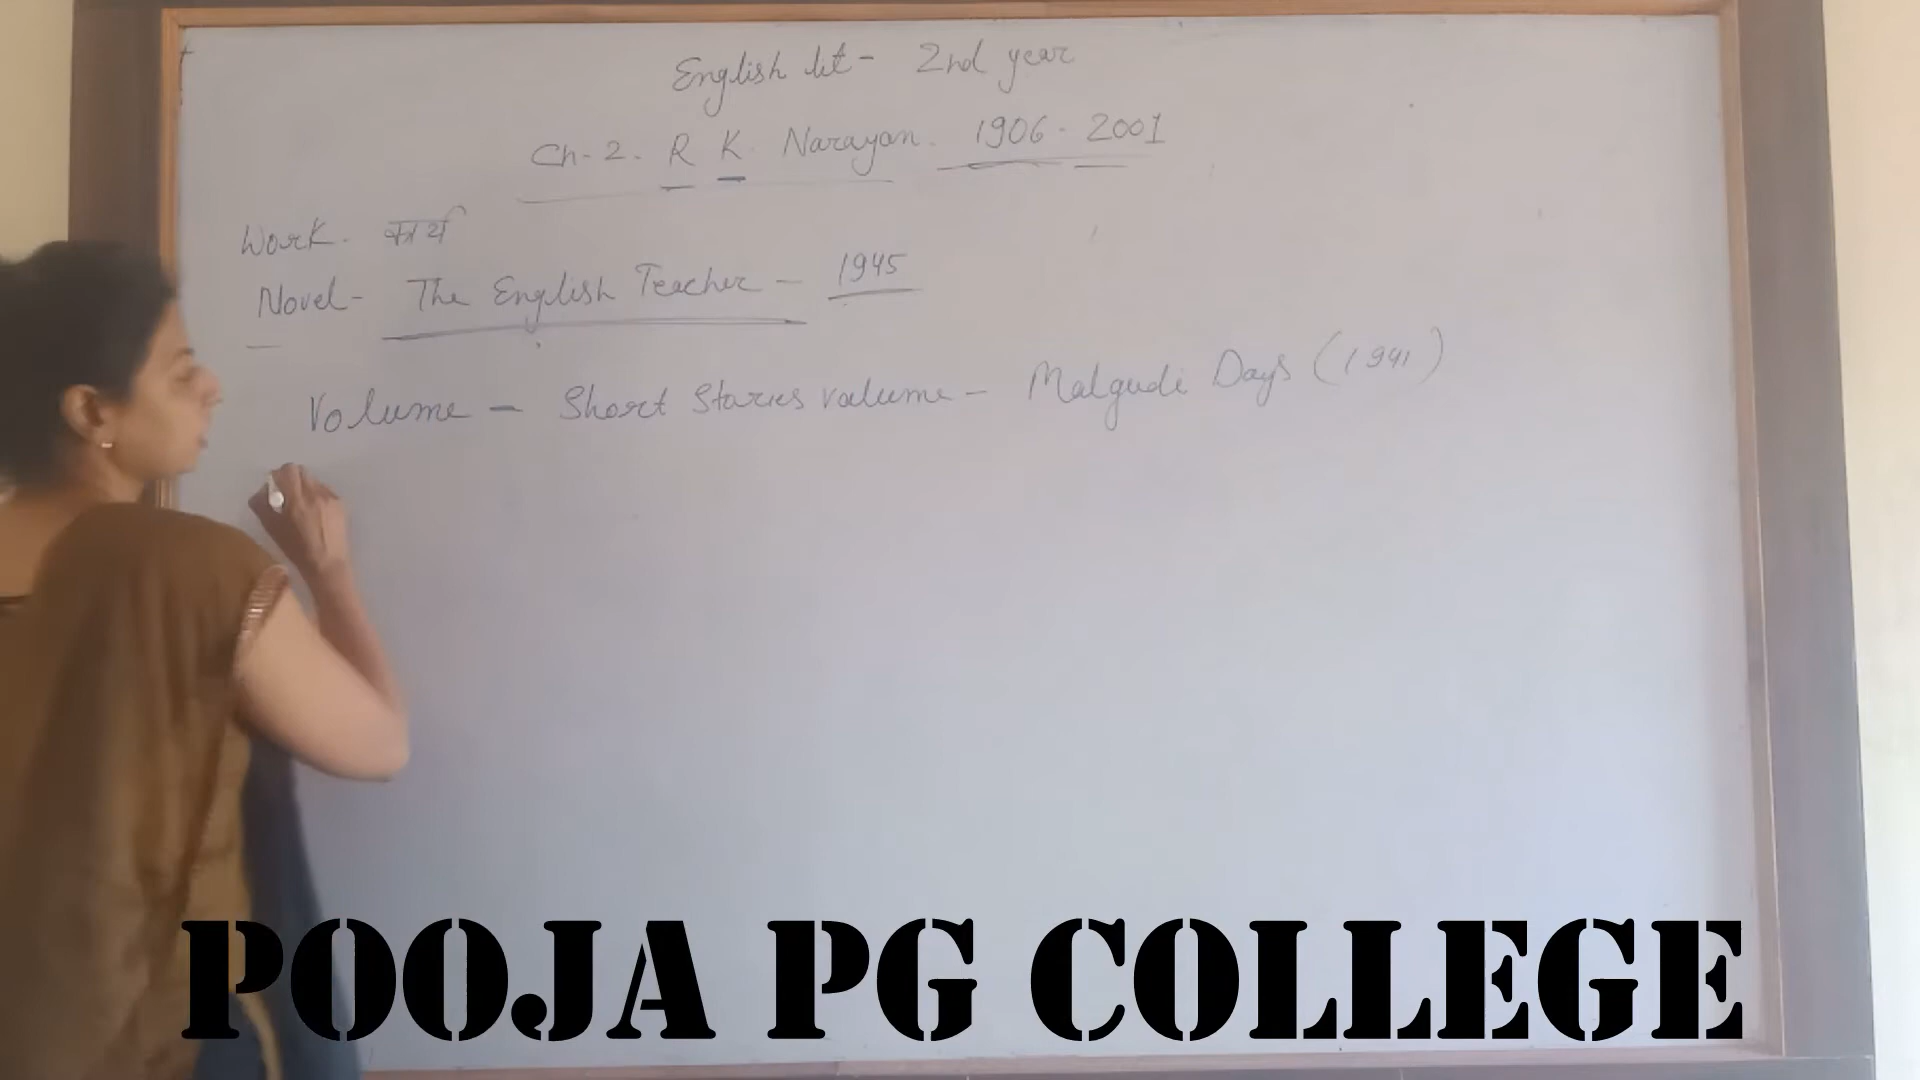 English lit - 2nd year
Ch- 2. R K. Narayan. 1906 - 2001
Work. कार्य
Novel- The English Teacher - 1945
Volume - Short Stories volume - Malgudi Days (1941)
POOJA PG COLLEGE